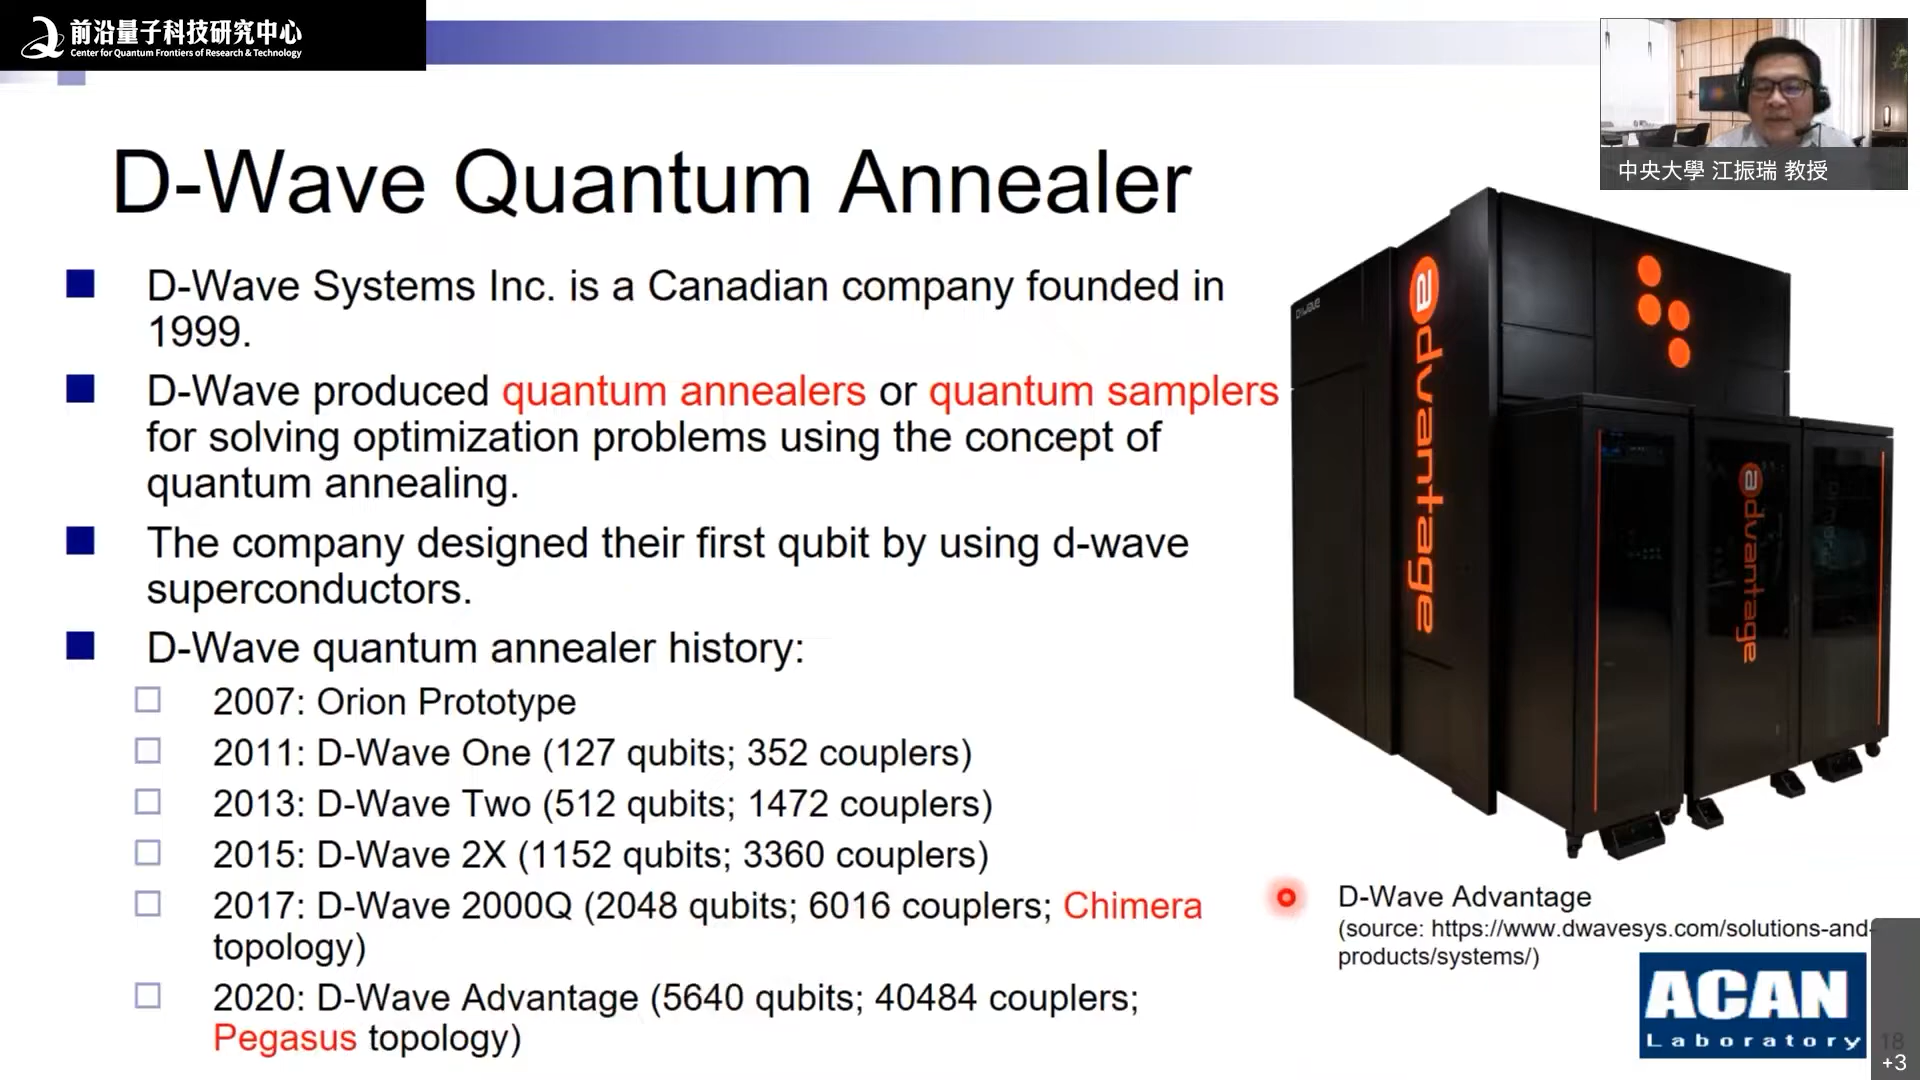 前沿量子科技研究中心
Center for Quantum Frontiers of Research & Technology
中央大學 江振瑞 教授
D-Wave Quantum Annealer
D-Wave Systems Inc. is a Canadian company founded in
1999.
D-Wave produced quantum annealers or quantum samplers
for solving optimization problems using the concept of
quantum annealing.
The company designed their first qubit by using d-wave
superconductors.
D-Wave quantum annealer history:
2007: Orion Prototype
2011: D-Wave One (127 qubits; 352 couplers)
2013: D-Wave Two (512 qubits; 1472 couplers)
2015: D-Wave 2X (1152 qubits; 3360 couplers)
2017: D-Wave 2000Q (2048 qubits; 6016 couplers; Chimera
topology)
2020: D-Wave Advantage (5640 qubits; 40484 couplers;
Pegasus topology)
D:wave
advantage
advantage
D-Wave Advantage
(source: https://www.dwavesys.com/solutions-and-
products/systems/)
ACAN
Laboratory
18
+3